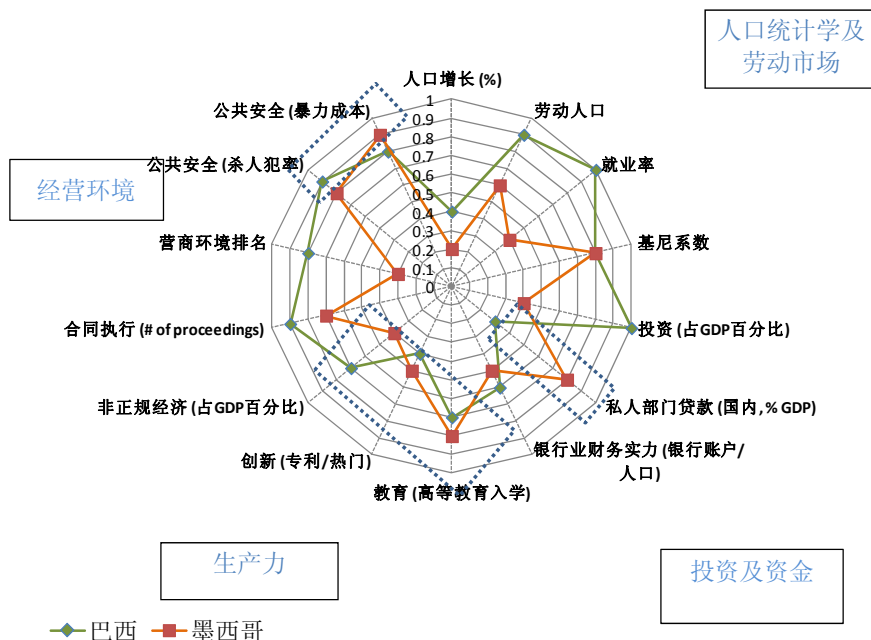 人口统计学及
劳动市场
人口增长 (%)
公共安全 (暴力成本)
劳动人口
公共安全 (杀人犯率)
就业率
经营环境
营商环境排名
基尼系数
合同执行 (# of proceedings)
投资 (占GDP百分比)
非正规经济 (占GDP百分比)
私人部门贷款 (国内, % GDP)
创新 (专利/热门)
银行业财务实力 (银行账户/
人口)
教育 (高等教育入学)
1
0.9
0.8
0.7
0.6
0.5
0.4
0.3
0.2
0.1
0
生产力
投资及资金
巴西
墨西哥